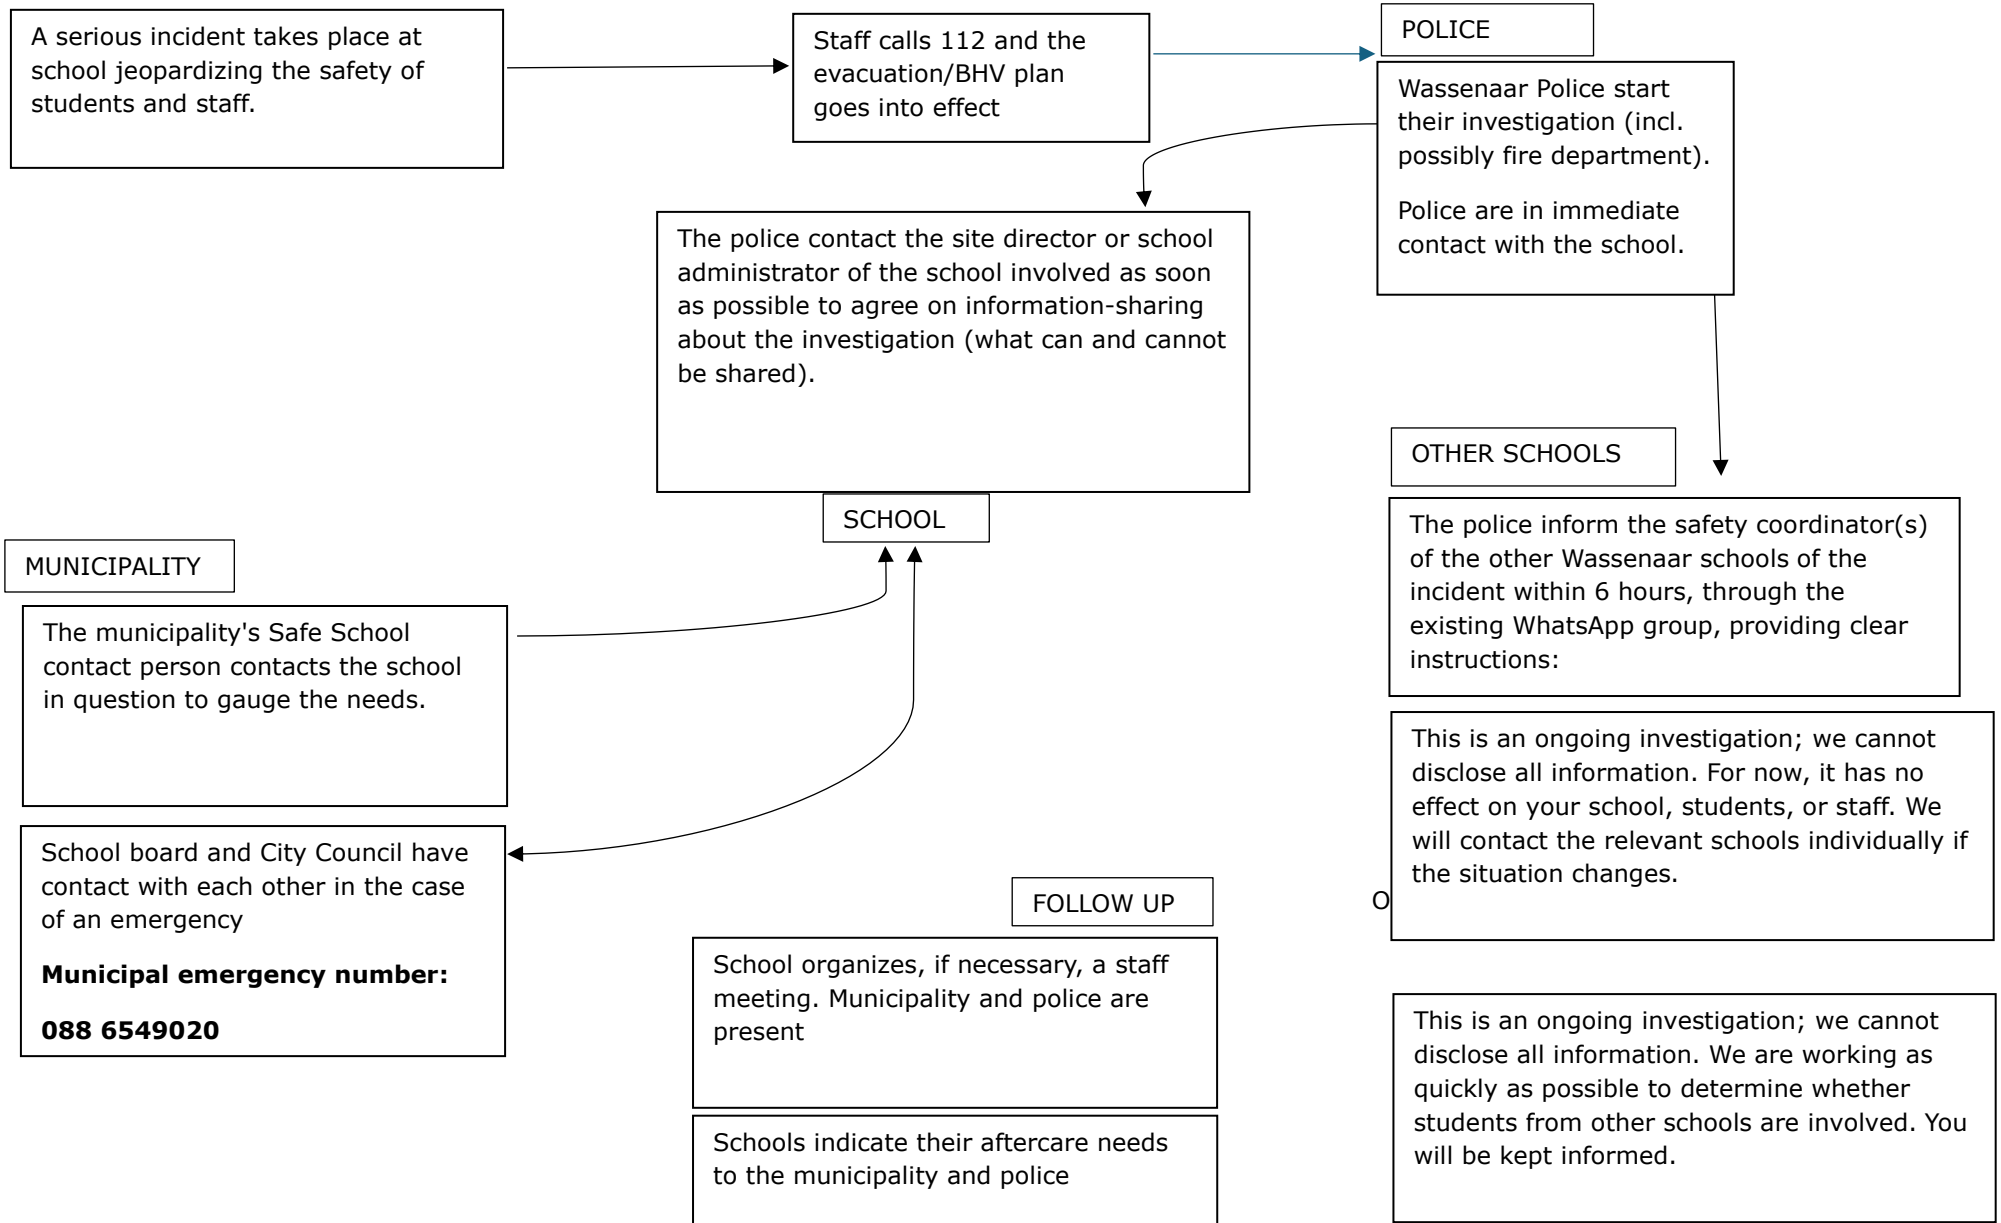 A serious incident takes place at
school jeopardizing the safety of
students and staff.
Staff calls 112 and the
evacuation/BHV plan
goes into effect
POLICE
Wassenaar Police start
their investigation (incl.
possibly fire department).
Police are in immediate
contact with the school.
The police contact the site director or school
administrator of the school involved as soon
as possible to agree on information-sharing
about the investigation (what can and cannot
be shared).
SCHOOL
MUNICIPALITY
The municipality's Safe School
contact person contacts the school
in question to gauge the needs.
School board and City Council have
contact with each other in the case
of an emergency
Municipal emergency number:
088 6549020
OTHER SCHOOLS
The police inform the safety coordinator(s)
of the other Wassenaar schools of the
incident within 6 hours, through the
existing WhatsApp group, providing clear
instructions:
This is an ongoing investigation; we cannot
disclose all information. For now, it has no
effect on your school, students, or staff. We
will contact the relevant schools individually if
the situation changes.
O
This is an ongoing investigation; we cannot
disclose all information. We are working as
quickly as possible to determine whether
students from other schools are involved. You
will be kept informed.
FOLLOW UP
School organizes, if necessary, a staff
meeting. Municipality and police are
present
Schools indicate their aftercare needs
to the municipality and police